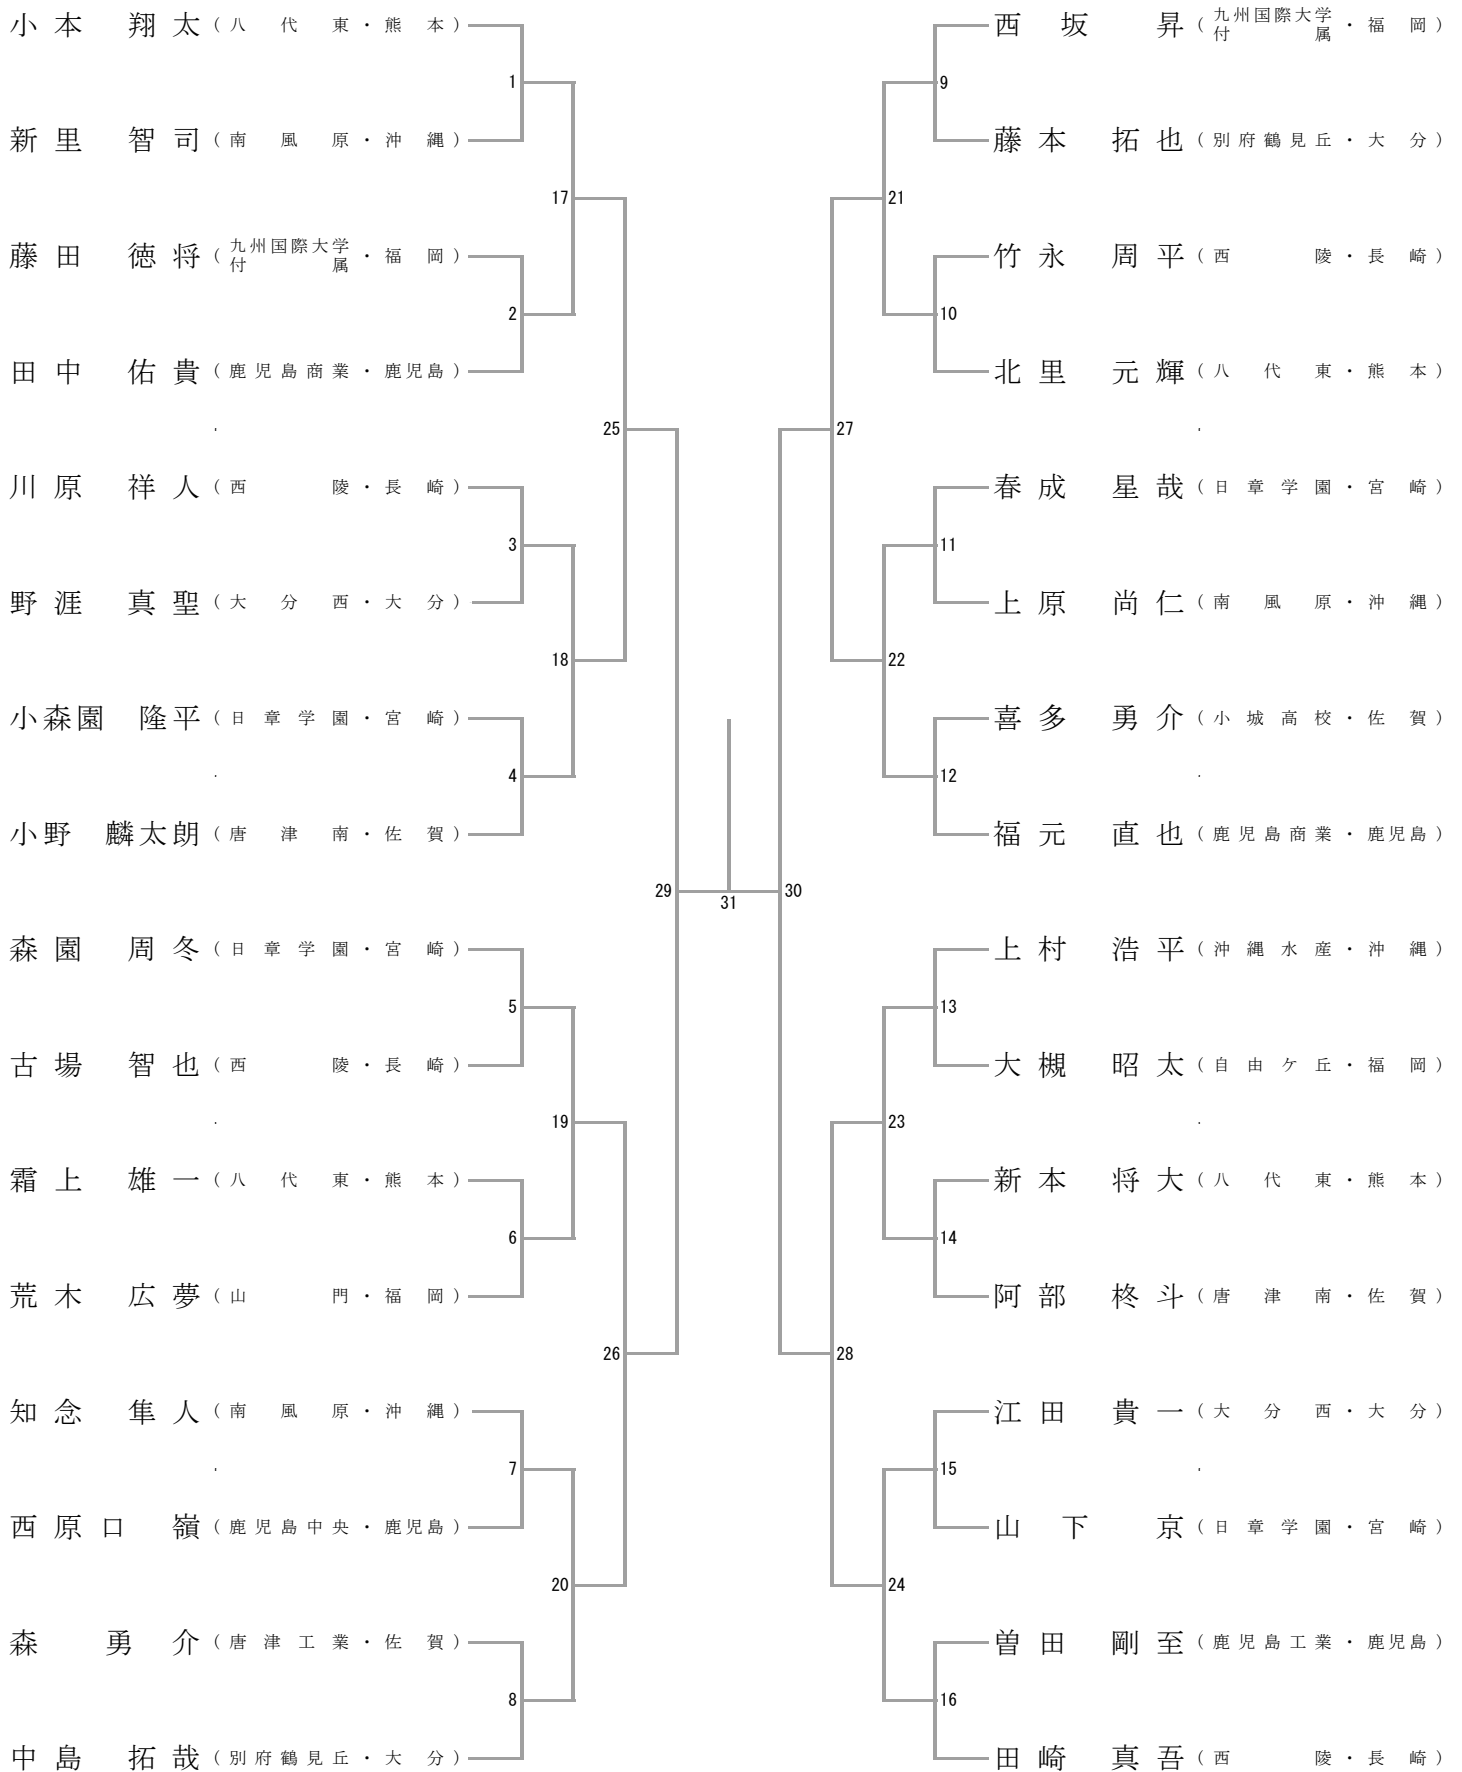 小本 翔太（八代東・熊本）
1
新里 智司（南風原・沖縄）
17
藤田 徳将（九州国際大学付属・福岡）
2
田中 佑貴（鹿児島商業・鹿児島）
25
川原 祥人（西陵・長崎）
3
野涯 真聖（大分西・大分）
18
小森園 隆平（日章学園・宮崎）
4
小野 麟太朗（唐津南・佐賀）
29
31
森園 周冬（日章学園・宮崎）
5
古場 智也（西陵・長崎）
19
霜上 雄一（八代東・熊本）
6
荒木 広夢（山門・福岡）
26
知念 隼人（南風原・沖縄）
7
西原口 嶺（鹿児島中央・鹿児島）
20
森 勇介（唐津工業・佐賀）
8
中島 拓哉（別府鶴見丘・大分）
西坂 昇（九州国際大学付属・福岡）
9
藤本 拓也（別府鶴見丘・大分）
21
竹永 周平（西陵・長崎）
10
北里 元輝（八代東・熊本）
27
春成 星哉（日章学園・宮崎）
11
上原 尚仁（南風原・沖縄）
22
喜多 勇介（小城高校・佐賀）
12
福元 直也（鹿児島商業・鹿児島）
30
上村 浩平（沖縄水産・沖縄）
13
大槻 昭太（自由ケ丘・福岡）
23
新本 将大（八代東・熊本）
14
阿部 柊斗（唐津南・佐賀）
28
江田 貴一（大分西・大分）
15
山下 京（日章学園・宮崎）
24
曽田 剛至（鹿児島工業・鹿児島）
16
田崎 真吾（西陵・長崎）